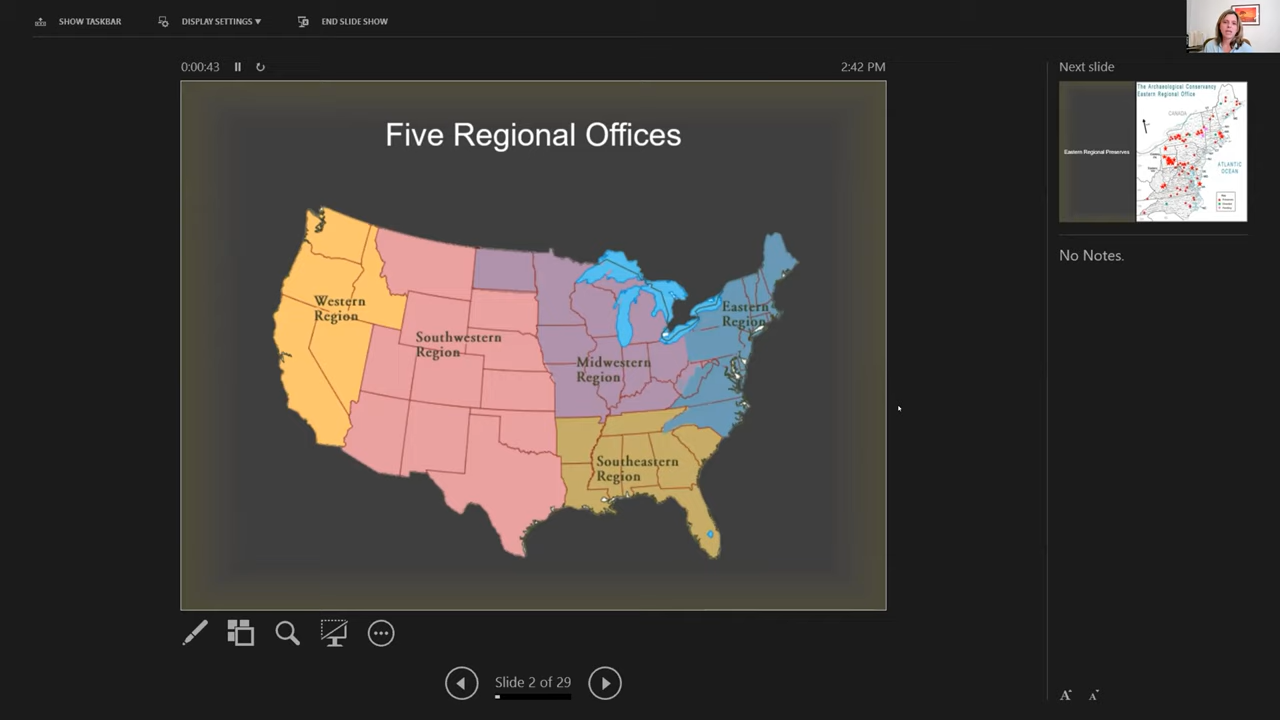 SHOW TASKBAR
DISPLAY SETTINGS ▼
END SLIDE SHOW
0:00:43
2:42 PM
Next slide
Five Regional Offices
Western
Region
Southwestern
Region
Midwestern
Region
Eastern
Region
Southeastern
Region
The Archaeological Conservancy
Eastern Regional Office
CANADA
Eastern Regional Preserves
ATLANTIC
OCEAN
No Notes.
Slide 2 of 29
A A